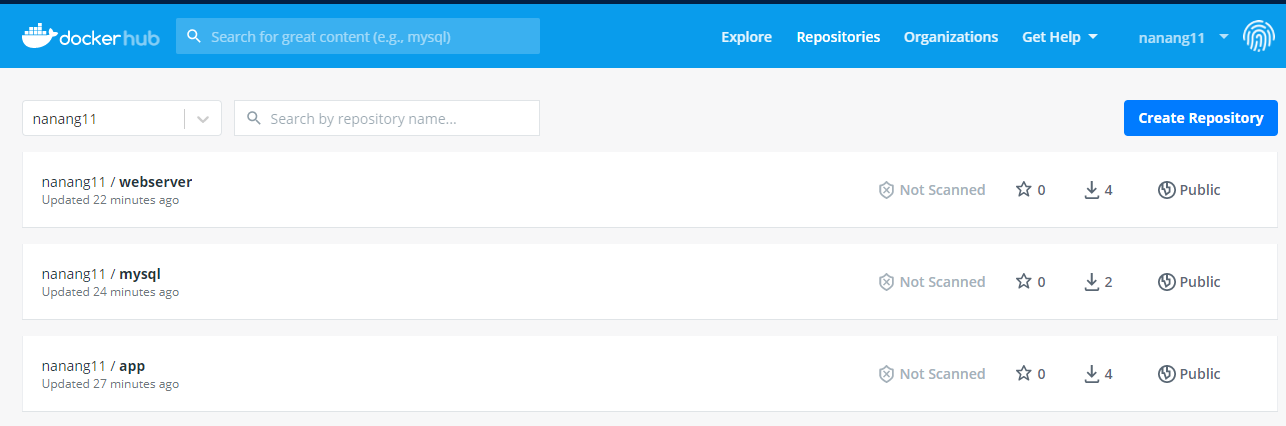 dockerhub Search for great content (e.g., mysql) Explore Repositories Organizations Get Help nanang11
nanang11 Search by repository name... Create Repository
nanang11 / webserver
Updated 22 minutes ago
Not Scanned 0 4 Public
nanang11 / mysql
Updated 24 minutes ago
Not Scanned 0 2 Public
nanang11 / app
Updated 27 minutes ago
Not Scanned 0 4 Public